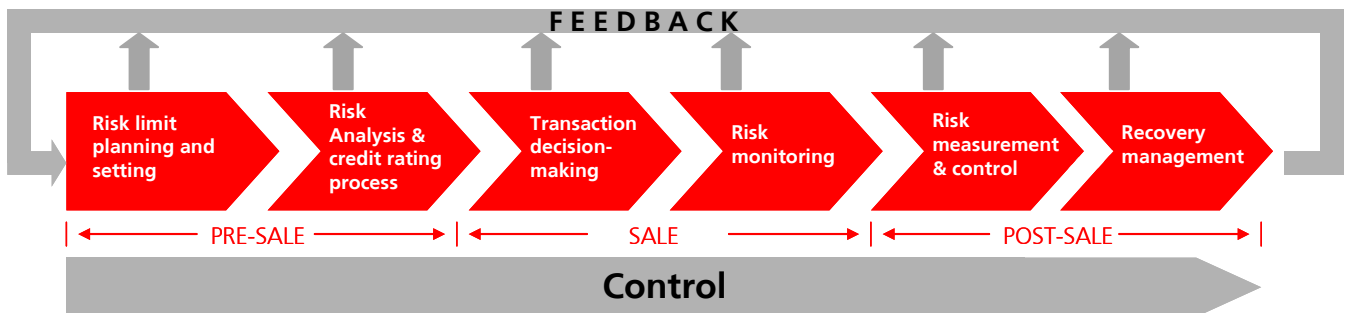 F E E D B A C K
Risk limit
planning and
setting
Risk
Analysis &
credit rating
process
Transaction
decision-
making
Risk
monitoring
Risk
measurement
& control
Recovery
management
PRE-SALE
SALE
POST-SALE
Control